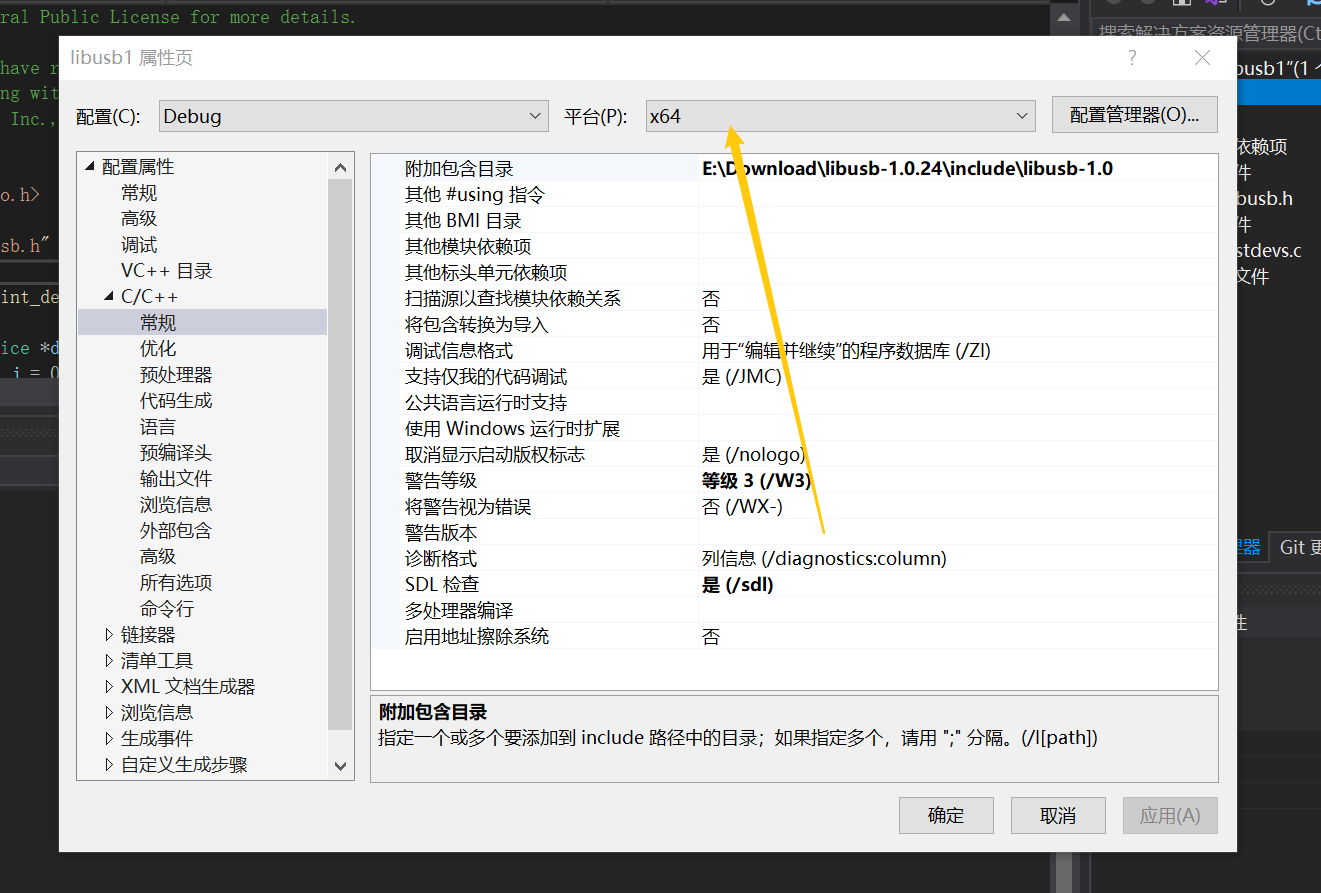 ral Public License for more details.
搜索解决方案资源管理器(Ct
have r
ng wit
Inc.,
o.h>
sb.h"
int_de
ice *d
i = 0
libusb1 属性页
?
配置(C):
Debug
平台(P):
x64
配置管理器(O)...
配置属性
常规
高级
调试
VC++ 目录
C/C++
常规
优化
预处理器
代码生成
语言
预编译头
输出文件
浏览信息
外部包含
高级
所有选项
命令行
链接器
清单工具
XML 文档生成器
浏览信息
生成事件
自定义生成步骤
附加包含目录 E:\Download\libusb-1.0.24\include\libusb-1.0
其他 #using 指令
其他 BMI 目录
其他模块依赖项
其他标头单元依赖项
扫描源以查找模块依赖关系 否
将包含转换为导入 否
调试信息格式 用于“编辑并继续”的程序数据库 (/ZI)
支持仅我的代码调试 是 (/JMC)
公共语言运行时支持
使用 Windows 运行时扩展
取消显示启动版权标志 是 (/nologo)
警告等级 等级 3 (/W3)
将警告视为错误 否 (/WX-)
警告版本
诊断格式 列信息 (/diagnostics:column)
SDL 检查 是 (/sdl)
多处理器编译
启用地址擦除系统 否
附加包含目录
指定一个或多个要添加到 include 路径中的目录；如果指定多个，请用 ";" 分隔。(/I[path])
确定
取消
应用(A)
busb1”(1 个
依赖项
件
busb.h
件
stdevs.c
文件
理器
Git 更
性